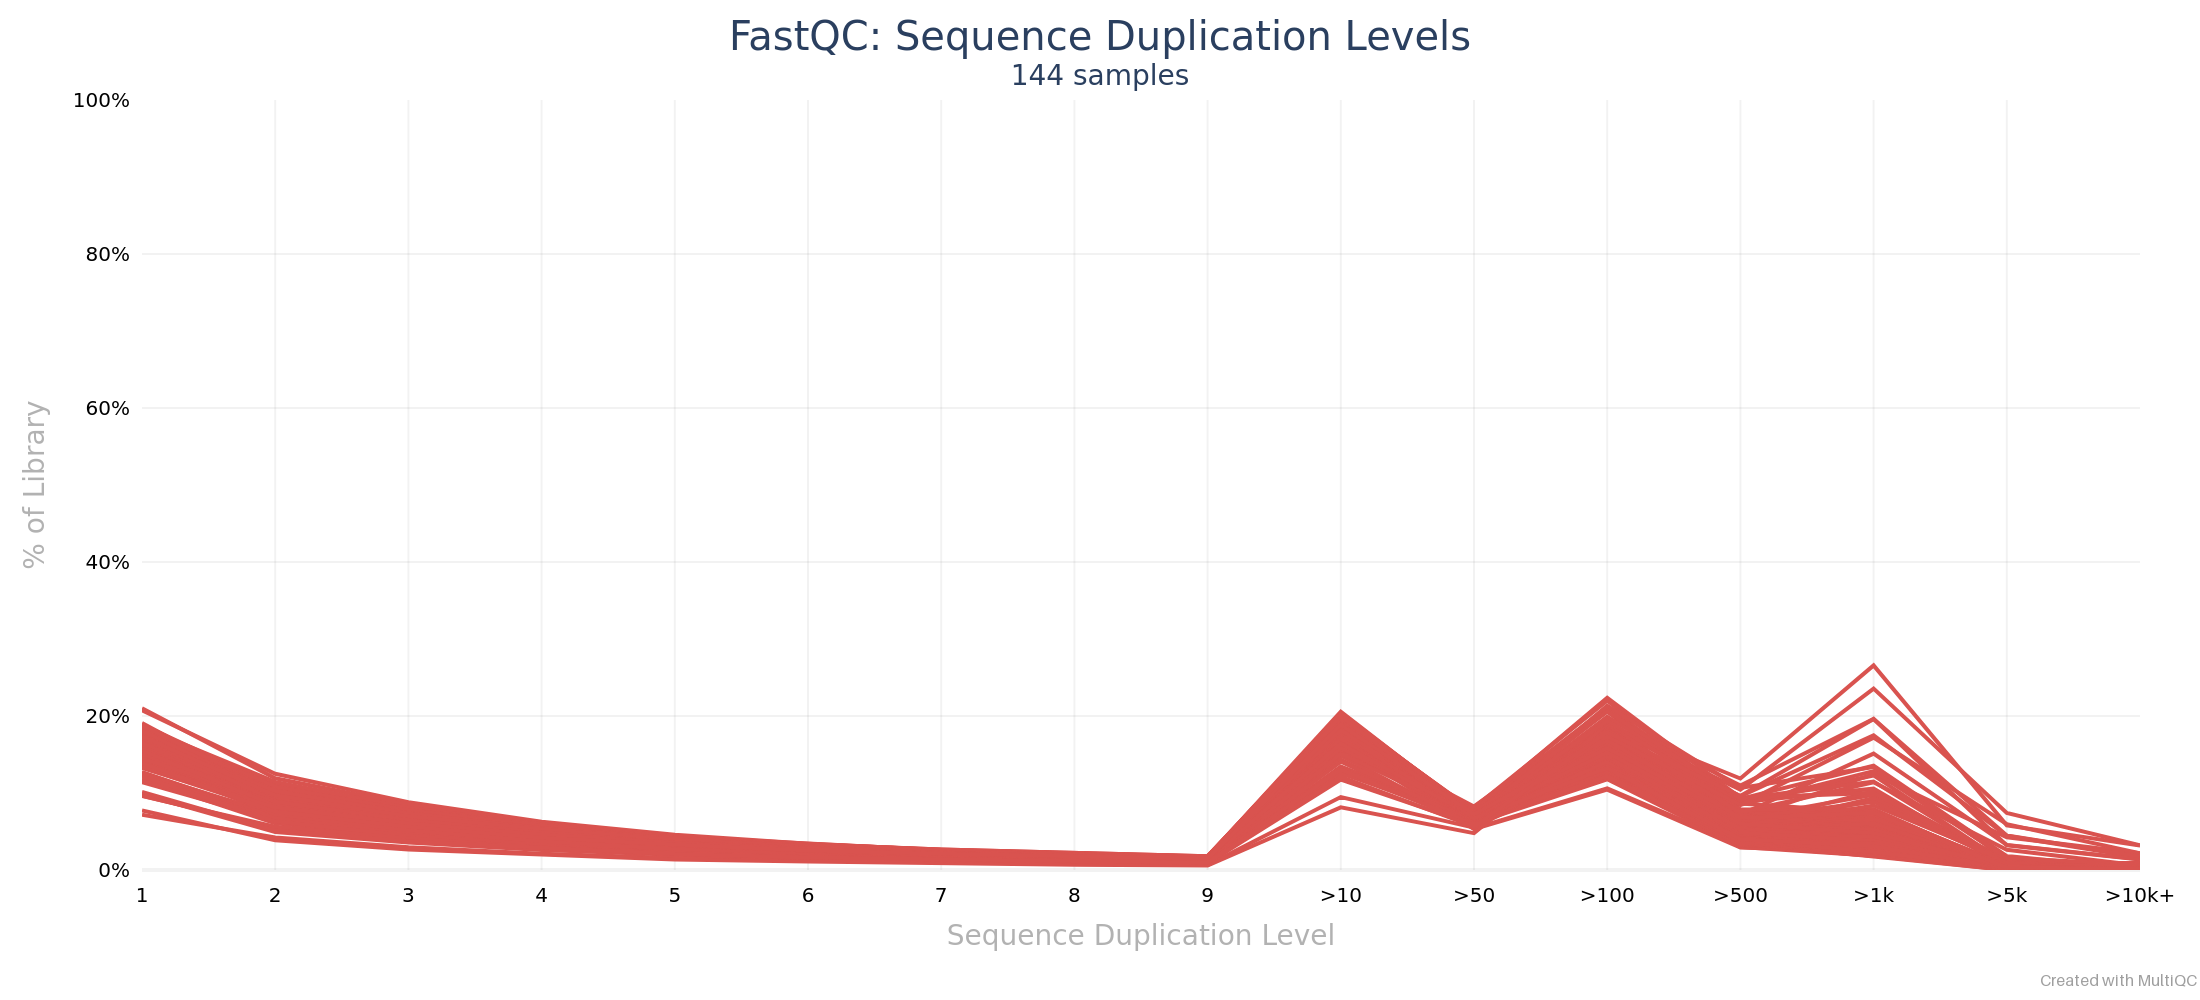 FastQC: Sequence Duplication Levels
144 samples
100%
80%
60%
40%
20%
0%
% of Library
1 2 3 4 5 6 7 8 9 >10 >50 >100 >500 >1k >5k >10k+
Sequence Duplication Level
Created with MultiQC